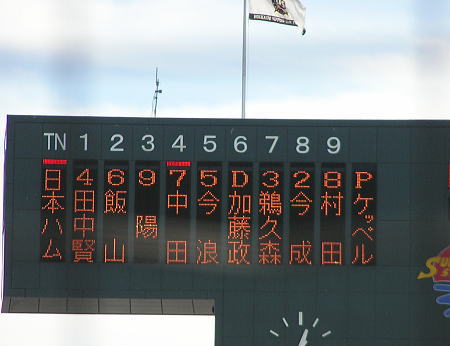 TN 1 2 3 4 5 6 7 8 9
日本ハム
4田中賢
6飯山
9陽
7中田
5今浪
D加藤政
3鵜久森
2今成
8村田
Pケッペル